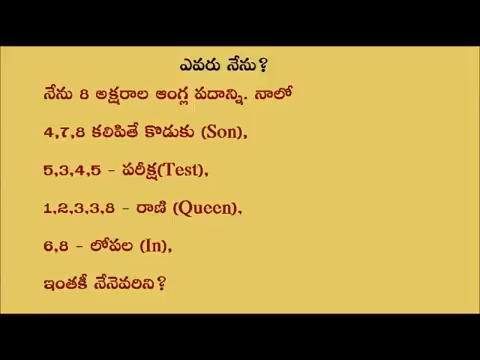 ఎవరు నేను?
నేను 8 అక్షరాల ఆంగ్ల పదాన్ని. నాలో
4,7,8 కలిపితే కొడుకు (Son),
5,3,4,5 - పరీక్ష(Test),
1,2,3,3,8 - రాణి (Queen),
6,8 - లోపల (In),
ఇంతకీ నేనెవరిని?